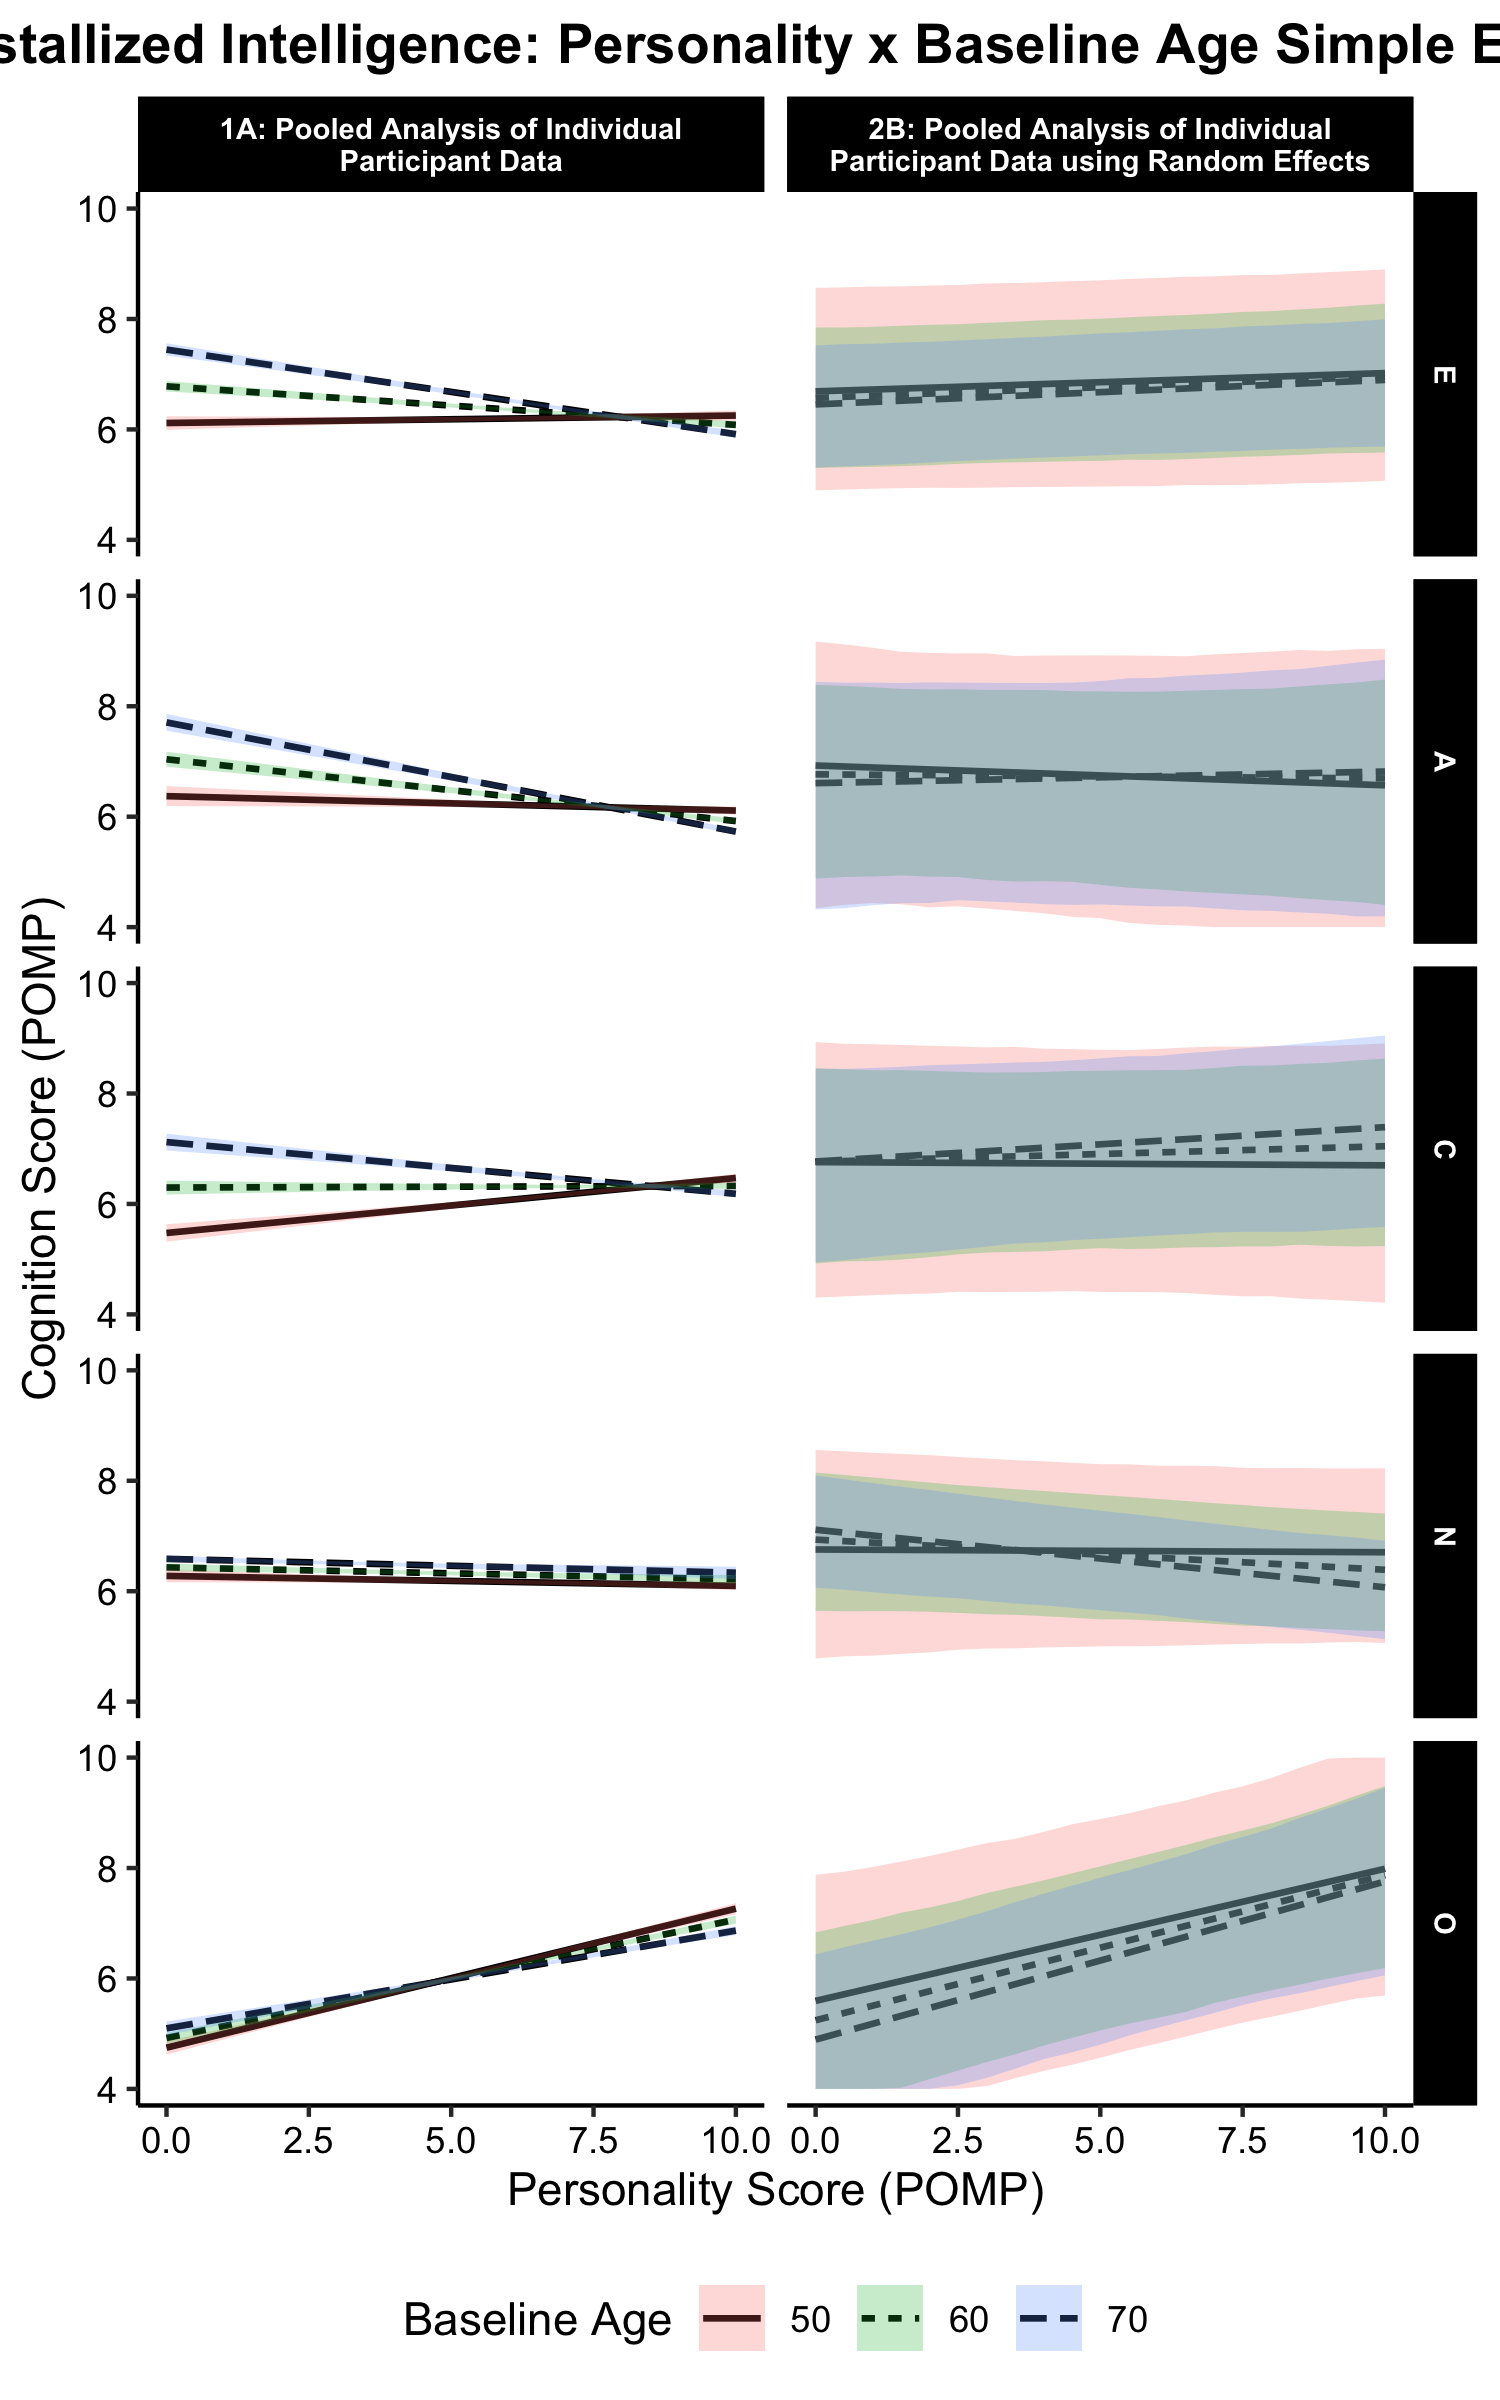 stallized Intelligence: Personality x Baseline Age Simple E
1A: Pooled Analysis of Individual
Participant Data
2B: Pooled Analysis of Individual
Participant Data using Random Effects
10
8
6
4
E
10
8
6
4
A
Cognition Score (POMP)
10
8
6
4
C
10
8
6
4
N
10
8
6
4
O
0.0 2.5 5.0 7.5 10.0 0.0 2.5 5.0 7.5 10.0
Personality Score (POMP)
Baseline Age 50 60 70